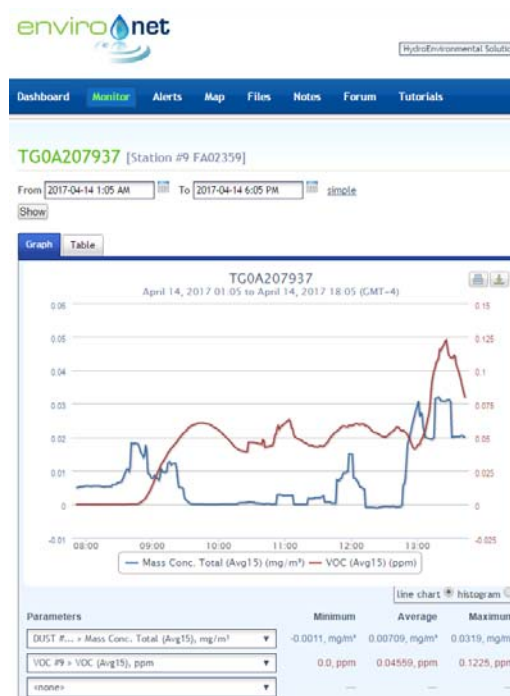 enviro net
HydroEnvironmental Solutio
Dashboard Monitor Alerts Map Files Notes Forum Tutorials
TG0A207937 [Station #9 FA02359]
From 2017-04-14 1:05 AM To 2017-04-14 6:05 PM simple
Show
Graph Table
TG0A207937
April 14, 2017 01:05 to April 14, 2017 18:05 (GMT-4)
0.06 0.15
0.05 0.125
0.04 0.1
0.03 0.075
0.02 0.05
0.01 0.025
0 0
-0.01 -0.025
08:00 09:00 10:00 11:00 12:00 13:00
Mass Conc. Total (Avg15) (mg/m³) VOC (Avg15) (ppm)
line chart histogram
Parameters Minimum Average Maximum
DUST #... » Mass Conc. Total (Avg15), mg/m³ -0.0011, mg/m³ 0.00709, mg/m³ 0.0319, mg/m
VOC #9 » VOC (Avg15), ppm 0.0, ppm 0.04559, ppm 0.1225, ppm
<none> — — —